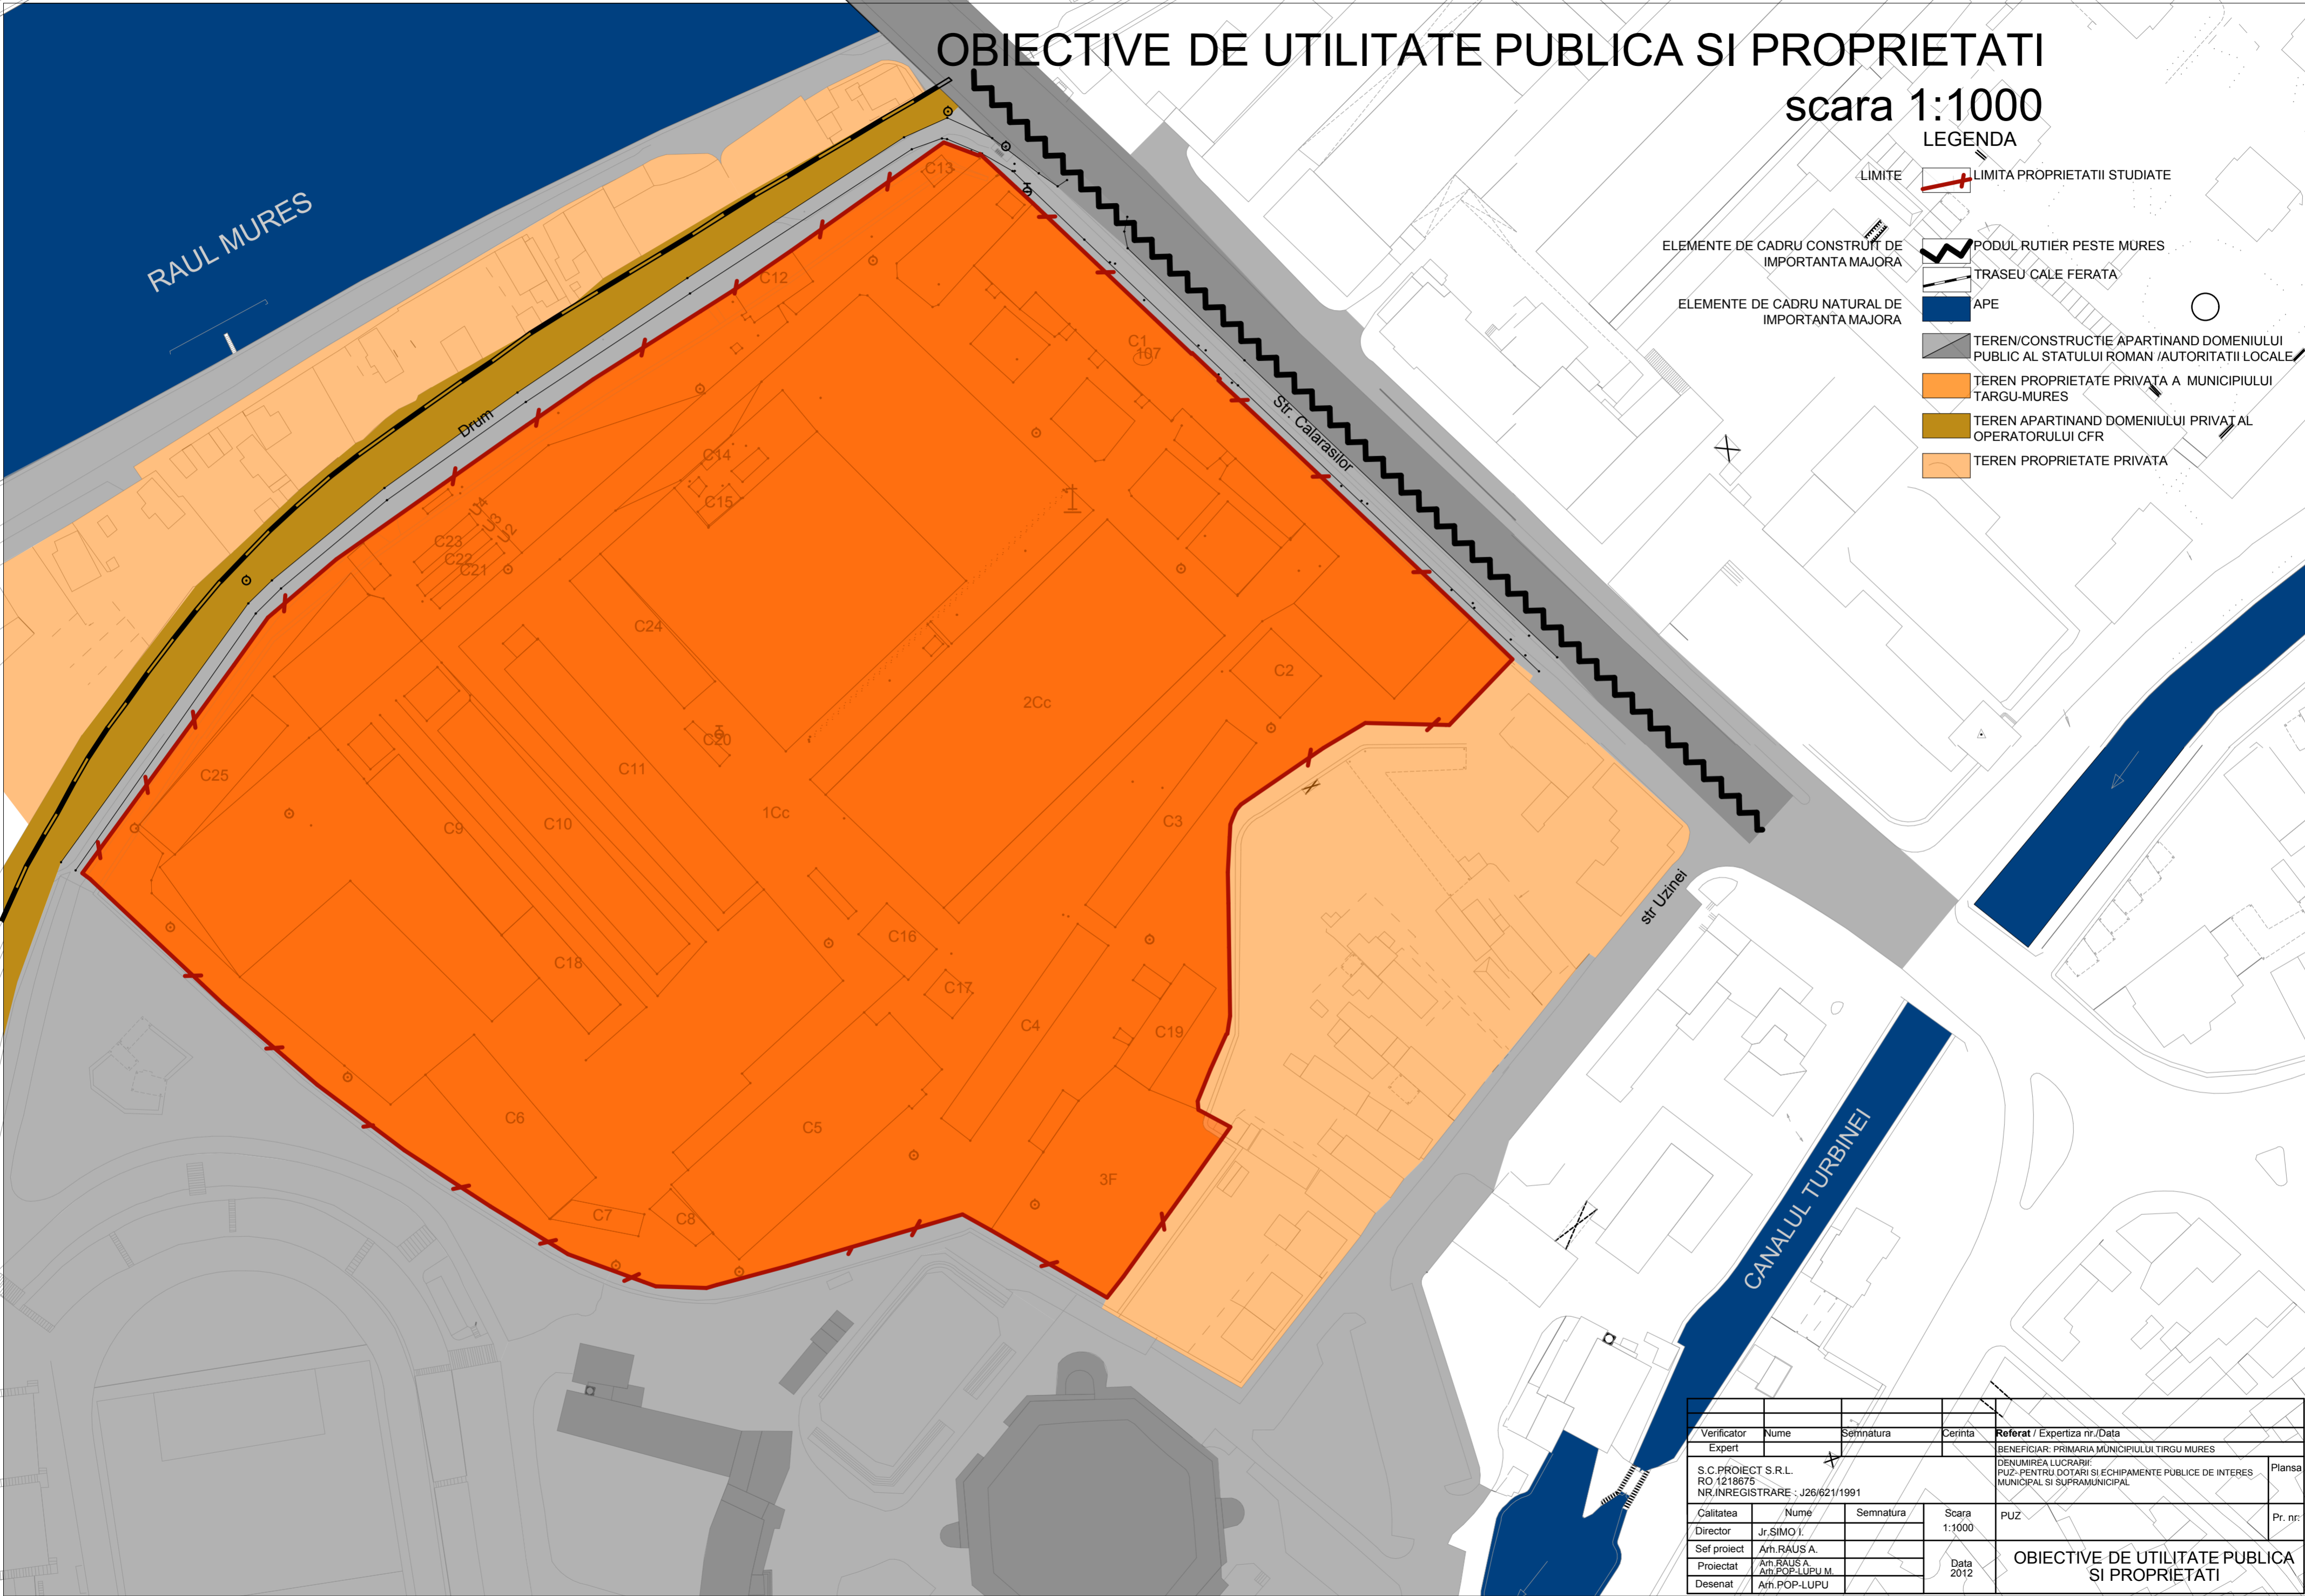 OBIECTIVE DE UTILITATE PUBLICA SI PROPRIETATI
scara 1:1000
LEGENDA
LIMITE
LIMITA PROPRIETATII STUDIATE
ELEMENTE DE CADRU CONSTRUIT DE
IMPORTANTA MAJORA
PODUL RUTIER PESTE MURES
TRASEU CALE FERATA
ELEMENTE DE CADRU NATURAL DE
IMPORTANTA MAJORA
APE
TEREN/CONSTRUCTIE APARTINAND DOMENIULUI
PUBLIC AL STATULUI ROMAN /AUTORITATII LOCALE
TEREN PROPRIETATE PRIVATA A MUNICIPIULUI
TARGU-MURES
TEREN APARTINAND DOMENIULUI PRIVAT AL
OPERATORULUI CFR
TEREN PROPRIETATE PRIVATA
RAUL MURES
Drum
Str. Calarasilor
str Uzinei
CANALUL TURBINEI
C13
C12
C1
107
C14
C15
U4
U3
U2
C23
C22
C21
C24
C2
2Cc
C20
C11
C25
1Cc
C3
C9
C10
C16
C18
C17
C4
C19
C6
C5
3F
C7
C8
Verificator
Nume
Semnatura
Cerinta
Referat / Expertiza nr./Data
Expert
BENEFICIAR: PRIMARIA MUNICIPIULUI TIRGU MURES
S.C.PROIECT S.R.L.
RO 1218675
NR.INREGISTRARE : J26/621/1991
DENUMIREA LUCRARII:
PUZ- PENTRU DOTARI SI ECHIPAMENTE PUBLICE DE INTERES
MUNICIPAL SI SUPRAMUNICIPAL
Plansa
Calitatea
Nume
Semnatura
Scara
1:1000
PUZ
Pr. nr:
Director
Jr.SIMO I.
Sef proiect
Arh.RAUS A.
Proiectat
Arh.RAUS A.
Arh.POP-LUPU M.
Desenat
Arh.POP-LUPU
Data
2012
OBIECTIVE DE UTILITATE PUBLICA
SI PROPRIETATI